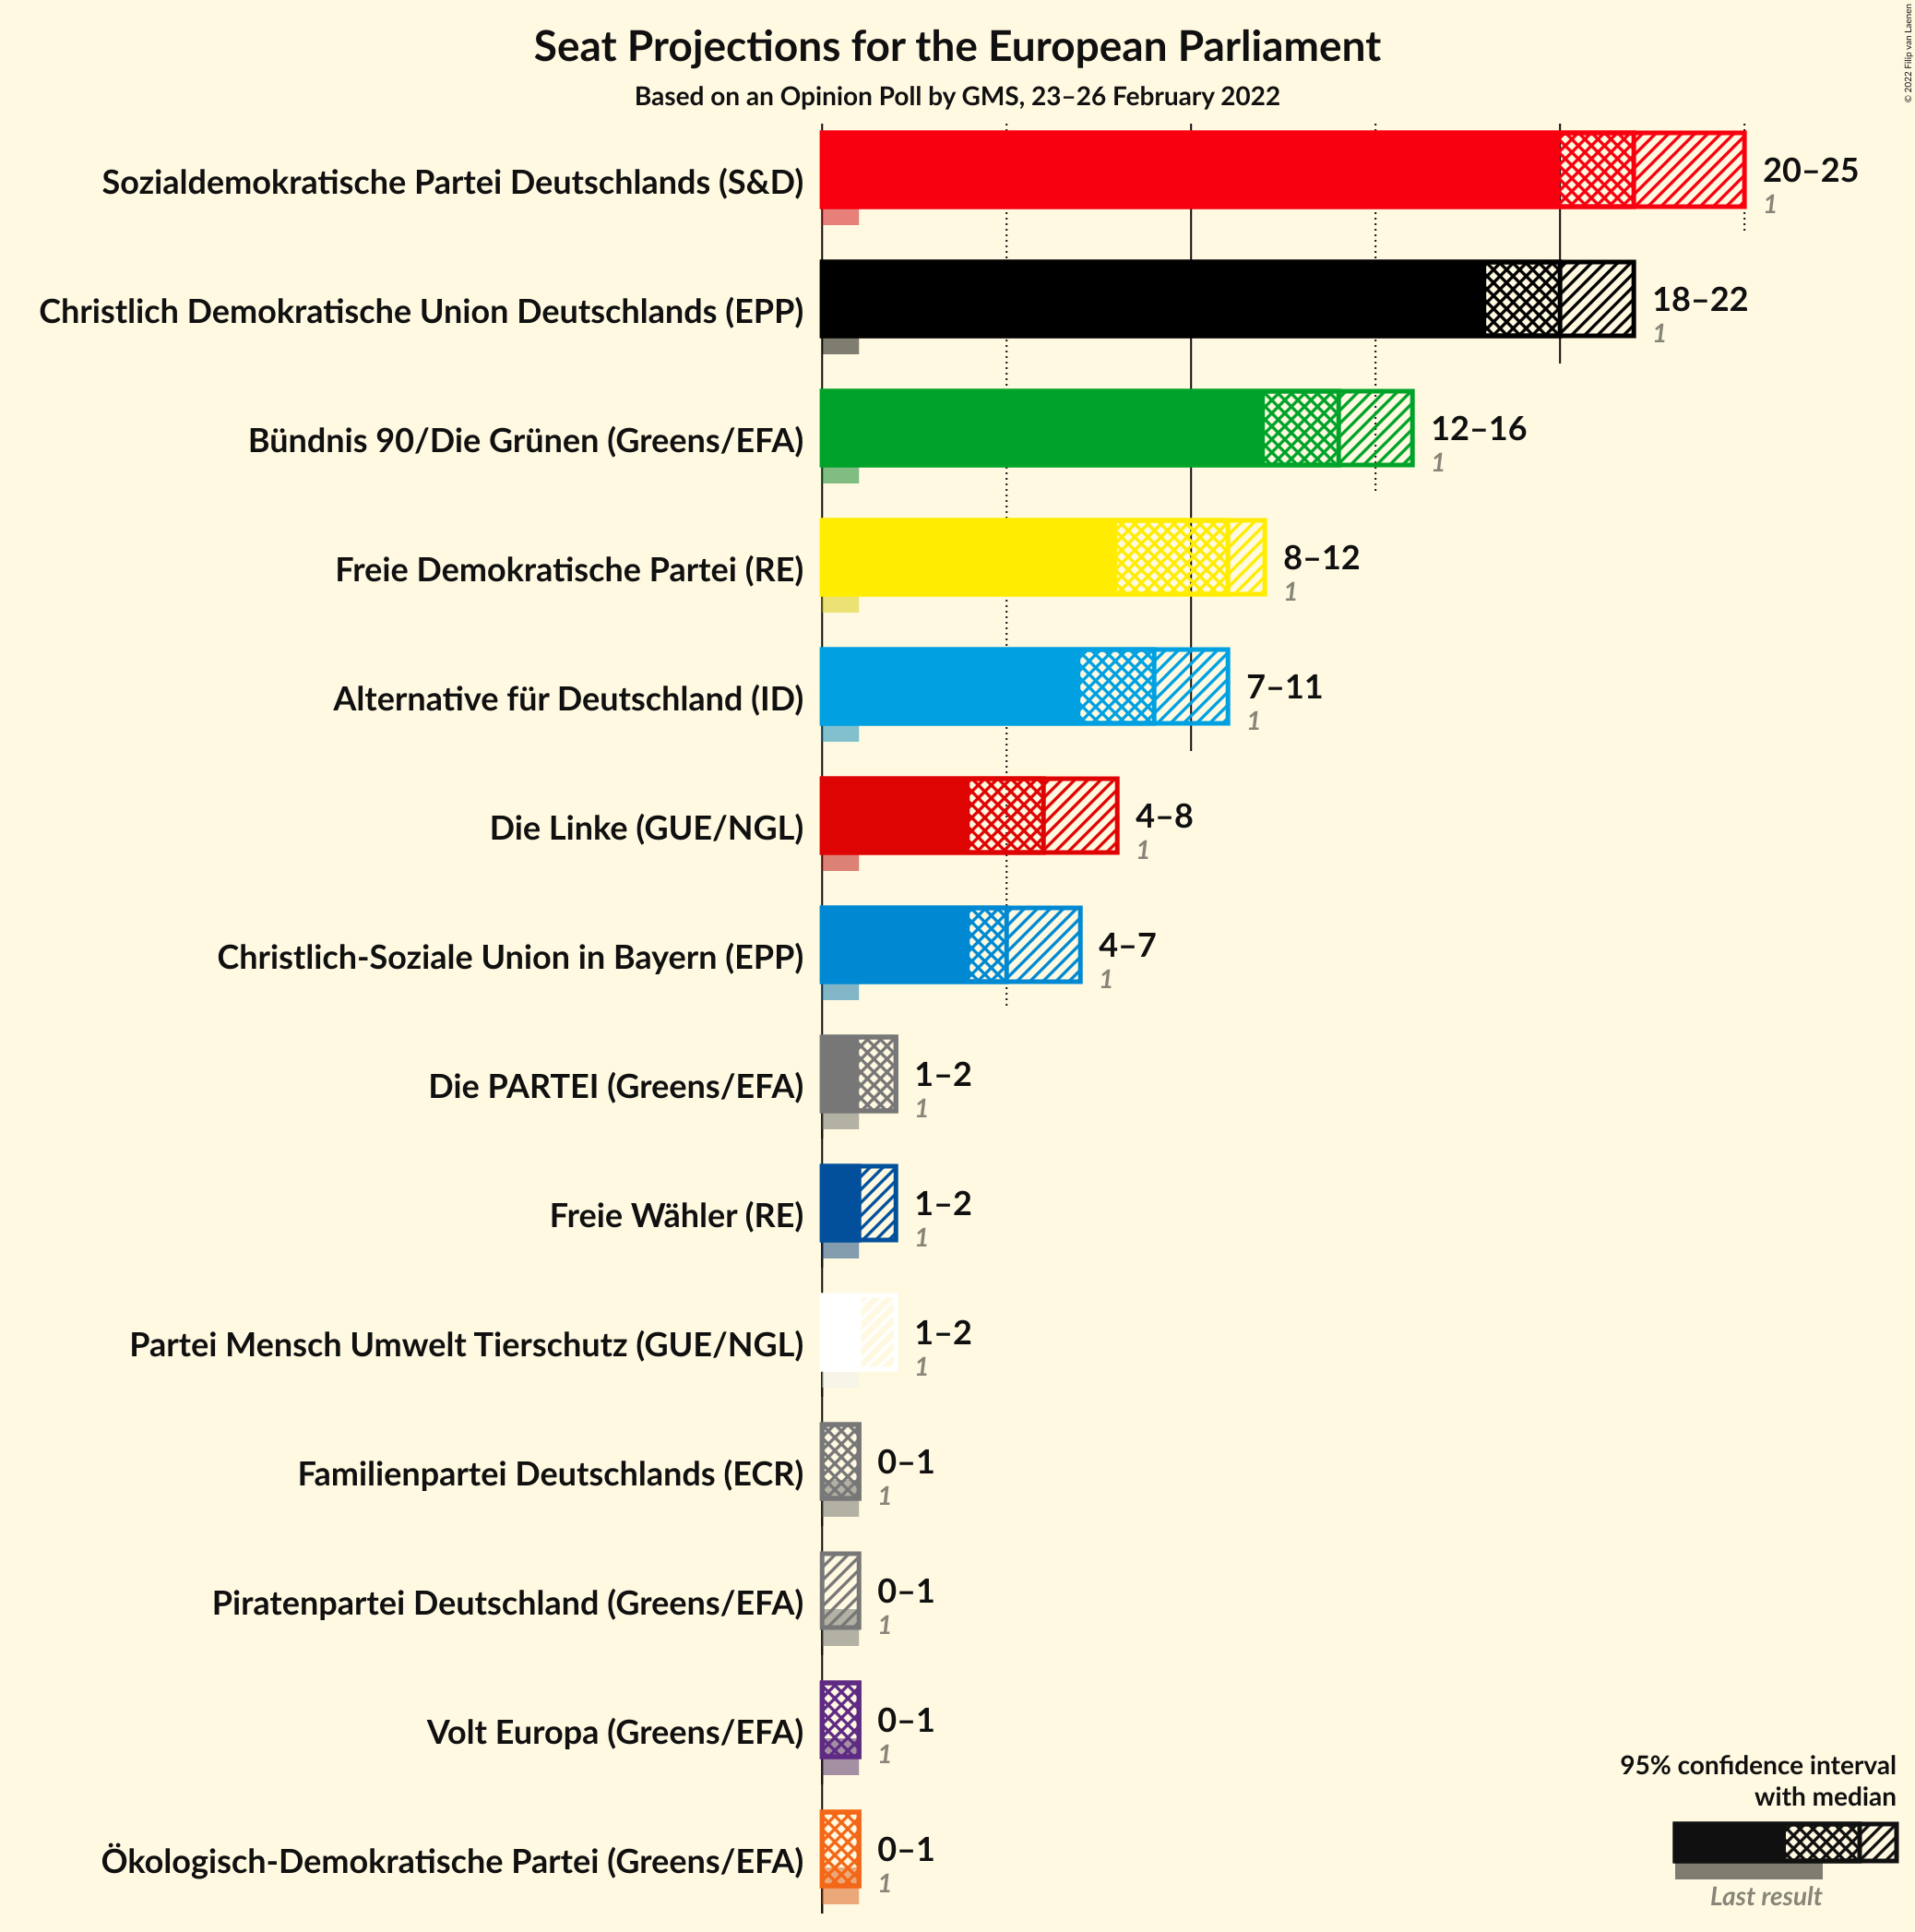 Seat Projections for the European Parliament
Based on an Opinion Poll by GMS, 23–26 February 2022
© 2022 Filip van Laenen
Sozialdemokratische Partei Deutschlands (S&D)
20–25
1
Christlich Demokratische Union Deutschlands (EPP)
18–22
1
Bündnis 90/Die Grünen (Greens/EFA)
12–16
1
Freie Demokratische Partei (RE)
8–12
1
Alternative für Deutschland (ID)
7–11
1
Die Linke (GUE/NGL)
4–8
1
Christlich-Soziale Union in Bayern (EPP)
4–7
1
Die PARTEI (Greens/EFA)
1–2
1
Freie Wähler (RE)
1–2
1
Partei Mensch Umwelt Tierschutz (GUE/NGL)
1–2
1
Familienpartei Deutschlands (ECR)
0–1
1
Piratenpartei Deutschland (Greens/EFA)
0–1
1
Volt Europa (Greens/EFA)
0–1
1
Ökologisch-Demokratische Partei (Greens/EFA)
0–1
1
95% confidence interval
with median
Last result